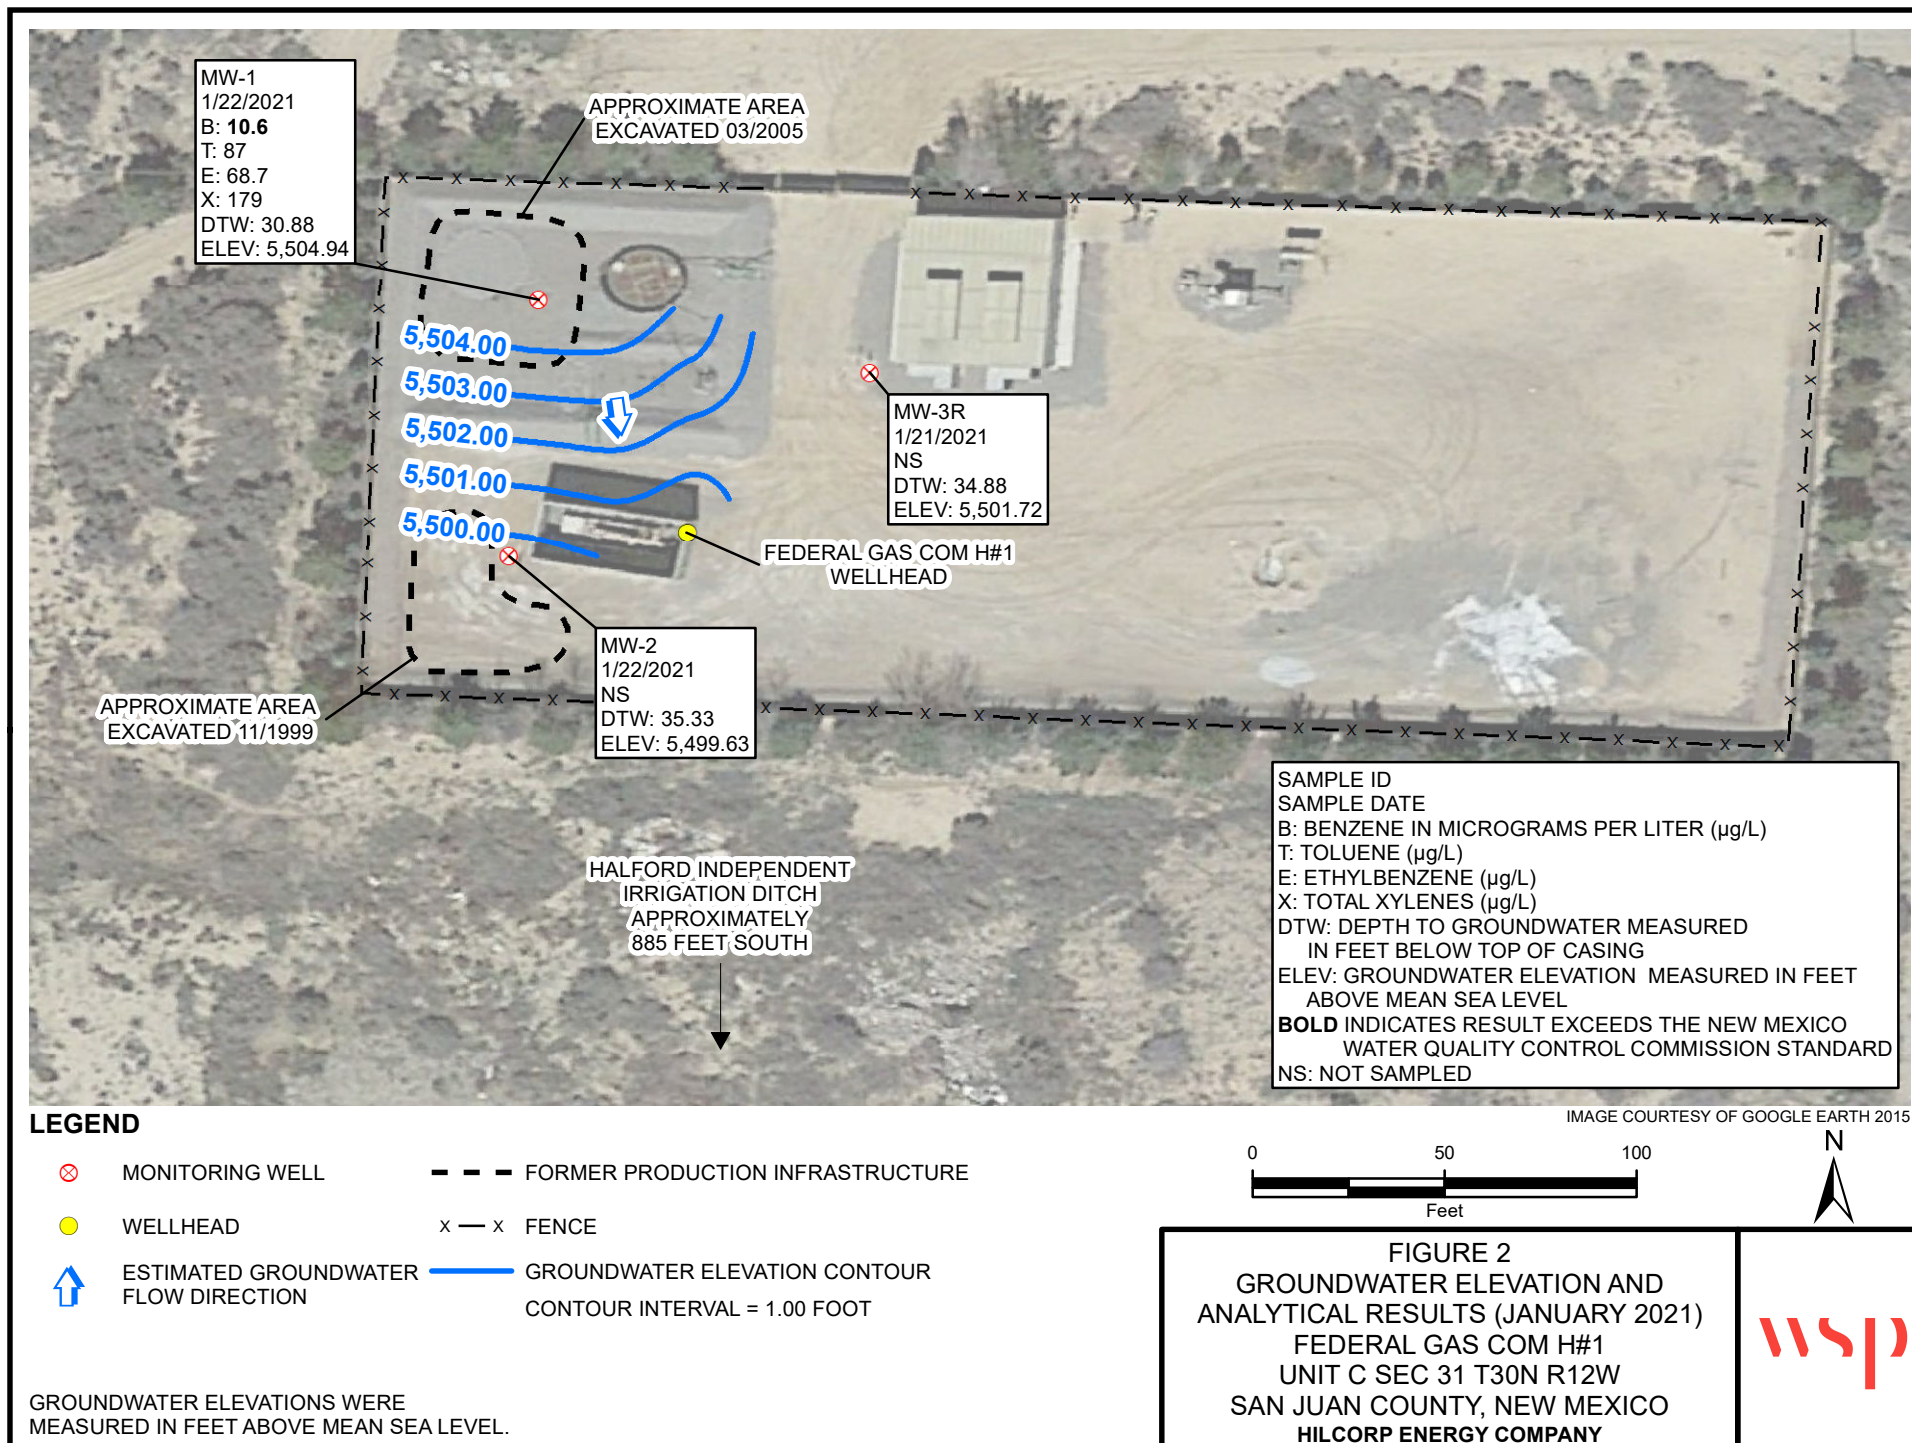 MW-1
1/22/2021
B: 10.6
T: 87
E: 68.7
X: 179
DTW: 30.88
ELEV: 5,504.94
APPROXIMATE AREA
EXCAVATED 03/2005
5,504.00
5,503.00
5,502.00
5,501.00
5,500.00
MW-3R
1/21/2021
NS
DTW: 34.88
ELEV: 5,501.72
FEDERAL GAS COM H#1
WELLHEAD
MW-2
1/22/2021
NS
DTW: 35.33
ELEV: 5,499.63
APPROXIMATE AREA
EXCAVATED 11/1999
HALFORD INDEPENDENT
IRRIGATION DITCH
APPROXIMATELY
885 FEET SOUTH
SAMPLE ID
SAMPLE DATE
B: BENZENE IN MICROGRAMS PER LITER (µg/L)
T: TOLUENE (µg/L)
E: ETHYLBENZENE (µg/L)
X: TOTAL XYLENES (µg/L)
DTW: DEPTH TO GROUNDWATER MEASURED
IN FEET BELOW TOP OF CASING
ELEV: GROUNDWATER ELEVATION MEASURED IN FEET
ABOVE MEAN SEA LEVEL
BOLD INDICATES RESULT EXCEEDS THE NEW MEXICO
WATER QUALITY CONTROL COMMISSION STANDARD
NS: NOT SAMPLED
IMAGE COURTESY OF GOOGLE EARTH 2015
LEGEND
MONITORING WELL
WELLHEAD
ESTIMATED GROUNDWATER
FLOW DIRECTION
FORMER PRODUCTION INFRASTRUCTURE
X X FENCE
GROUNDWATER ELEVATION CONTOUR
CONTOUR INTERVAL = 1.00 FOOT
GROUNDWATER ELEVATIONS WERE
MEASURED IN FEET ABOVE MEAN SEA LEVEL.
0 50 100
Feet
N
FIGURE 2
GROUNDWATER ELEVATION AND
ANALYTICAL RESULTS (JANUARY 2021)
FEDERAL GAS COM H#1
UNIT C SEC 31 T30N R12W
SAN JUAN COUNTY, NEW MEXICO
HILCORP ENERGY COMPANY
wsp